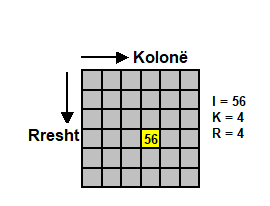 Kolonë
Rresht
56
I = 56
K = 4
R = 4